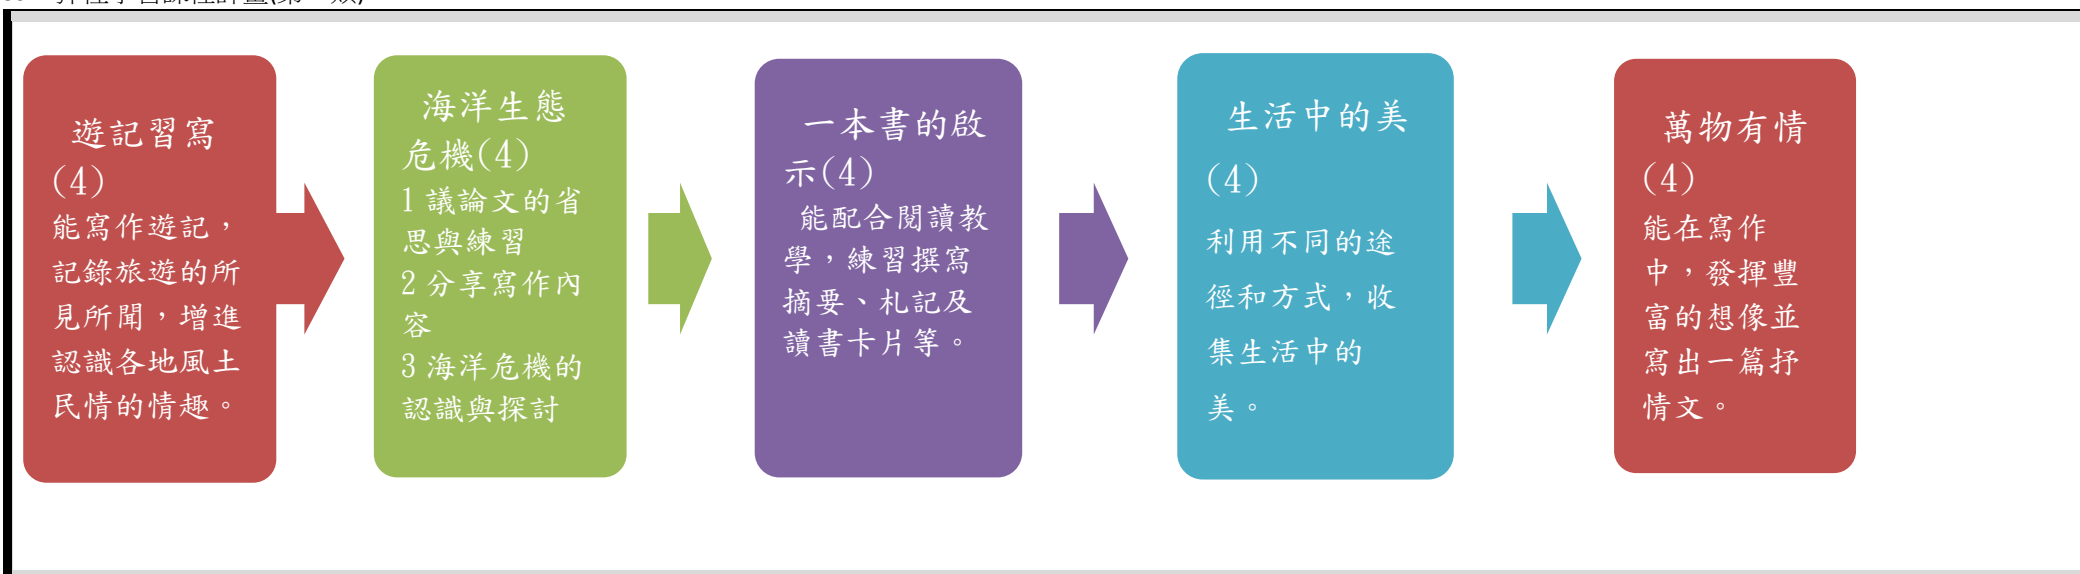 遊記習寫
(4)
能寫作遊記，
記錄旅遊的所
見所聞，增進
認識各地風土
民情的情趣。
海洋生態
危機(4)
1 議論文的省
思與練習
2 分享寫作內
容
3 海洋危機的
認識與探討
一本書的啟
示(4)
能配合閱讀教
學，練習撰寫
摘要、札記及
讀書卡片等。
生活中的美
(4)
利用不同的途
徑和方式，收
集生活中的
美。
萬物有情
(4)
能在寫作
中，發揮豐
富的想像並
寫出一篇抒
情文。